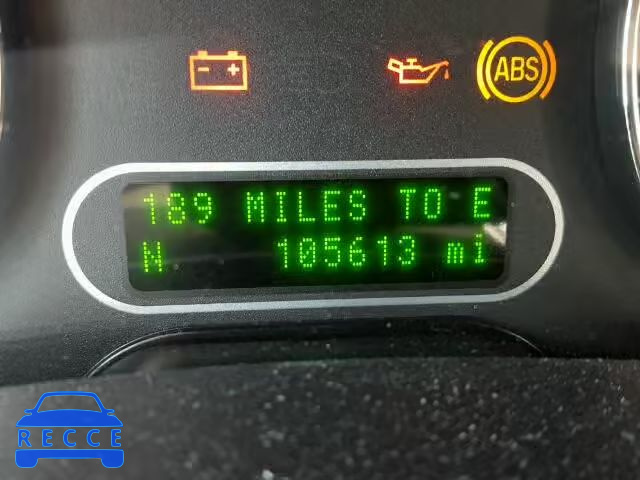 ABS
189 MILES TO E
N 105613 mi
RECCE